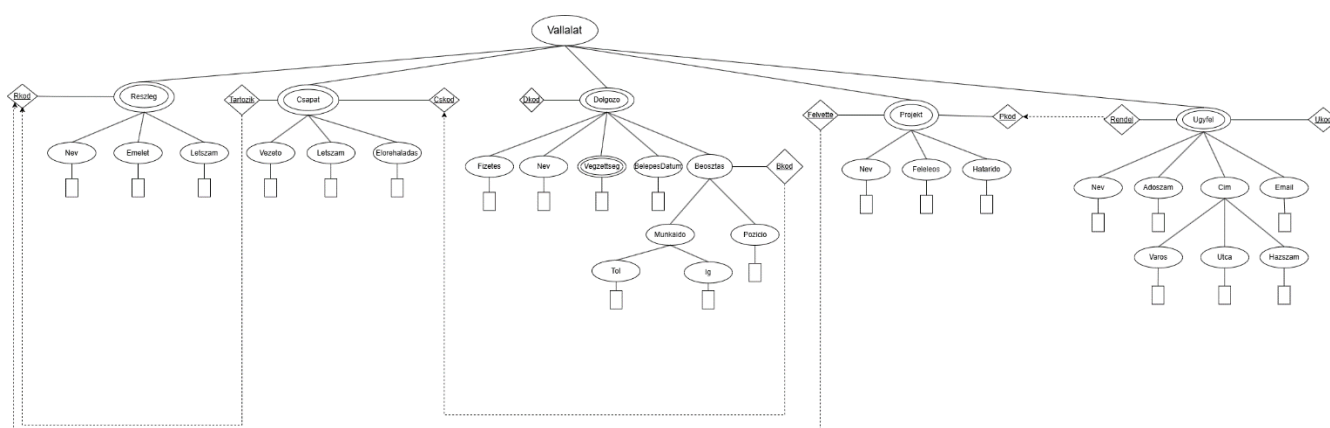 Vallalat
Rkod
Reszleg
Tartozik
Csapat
Cskod
Dkod
Dolgozo
Felvette
Projekt
Pkod
Rendel
Ugyfel
Ukod
Nev
Emelet
Letszam
Vezeto
Letszam
Elorehaladas
Fizetes
Nev
Vegzettseg
BelepesDatum
Beosztas
Bkod
Nev
Feleleos
Hatarido
Nev
Adoszam
Cim
Email
Munkaido
Pozicio
Varos
Utca
Hazszam
Tol
Ig